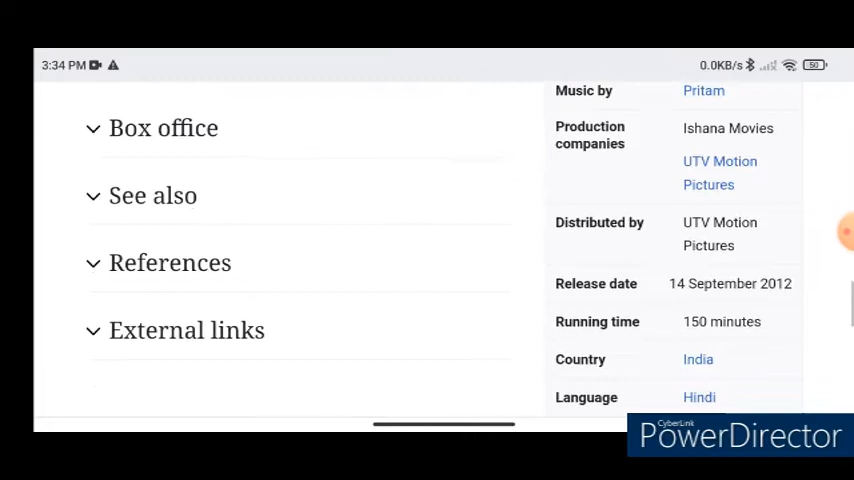 3:34 PM
0.0KB/s
50
Box office
See also
References
External links
Music by Pritam
Production companies Ishana Movies
UTV Motion
Pictures
Distributed by UTV Motion
Pictures
Release date 14 September 2012
Running time 150 minutes
Country India
Language Hindi
CyberLink
PowerDirector